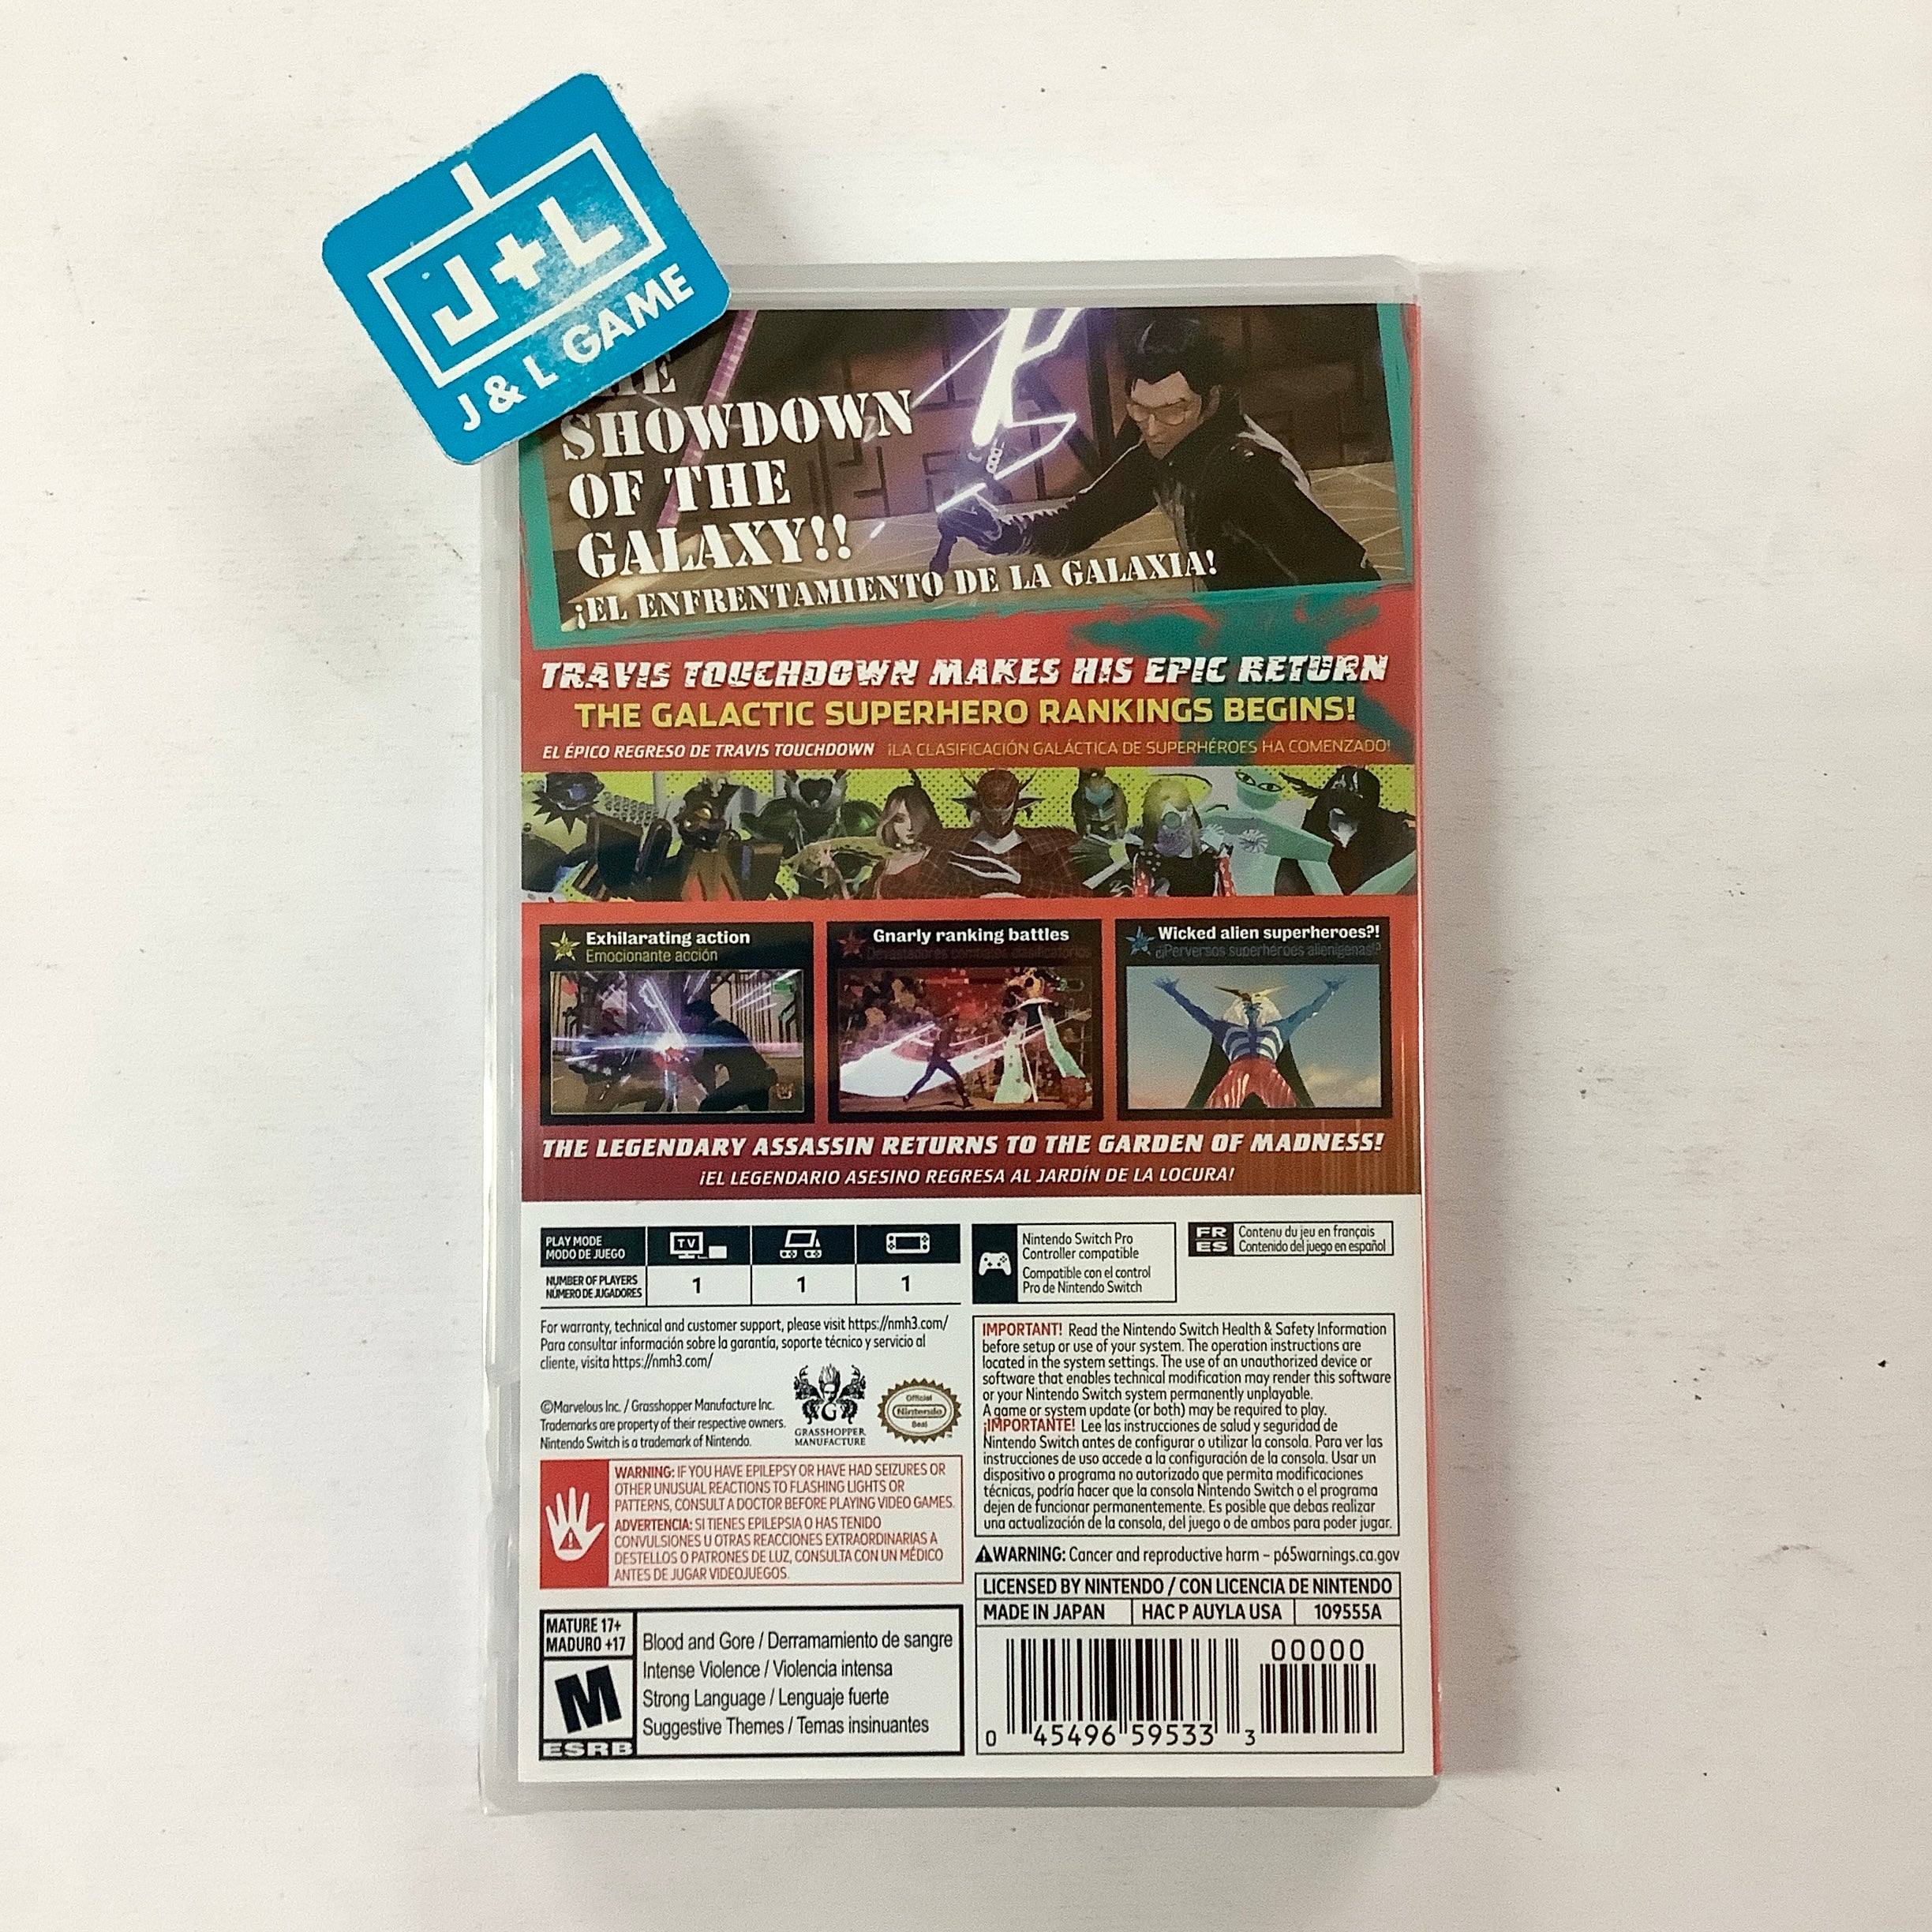 J+L
J & L GAME
SHOWDOWN
OF THE
GALAXY!!
¡EL ENFRENTAMIENTO DE LA GALAXIA!
TRAVIS TOUCHDOWN MAKES HIS EPIC RETURN
THE GALACTIC SUPERHERO RANKINGS BEGINS!
EL ÉPICO REGRESO DE TRAVIS TOUCHDOWN ¡LA CLASIFICACIÓN GALÁCTICA DE SUPERHÉROES HA COMENZADO!
Exhilarating action
Emocionante acción
Gnarly ranking battles
Devastadores combates clasificatorios
Wicked alien superheroes?!
¿¡Perversos superhéroes alienígenas!?
THE LEGENDARY ASSASSIN RETURNS TO THE GARDEN OF MADNESS!
¡EL LEGENDARIO ASESINO REGRESA AL JARDÍN DE LA LOCURA!
PLAY MODE
MODO DE JUEGO
TV
NUMBER OF PLAYERS
NÚMERO DE JUGADORES
1 1 1
Nintendo Switch Pro
Controller compatible
Compatible con el control
Pro de Nintendo Switch
FR Contenu du jeu en français
ES Contenido del juego en español
For warranty, technical and customer support, please visit https://nmh3.com/
Para consultar información sobre la garantía, soporte técnico y servicio al
cliente, visita https://nmh3.com/
©Marvelous Inc. / Grasshopper Manufacture Inc.
Trademarks are property of their respective owners.
Nintendo Switch is a trademark of Nintendo.
G
GRASSHOPPER
MANUFACTURE
Official
Nintendo
Seal
IMPORTANT! Read the Nintendo Switch Health & Safety Information
before setup or use of your system. The operation instructions are
located in the system settings. The use of an unauthorized device or
software that enables technical modification may render this software
or your Nintendo Switch system permanently unplayable.
A game or system update (or both) may be required to play.
¡IMPORTANTE! Lee las instrucciones de salud y seguridad de
Nintendo Switch antes de configurar o utilizar la consola. Para ver las
instrucciones de uso accede a la configuración de la consola. Usar un
dispositivo o programa no autorizado que permita modificaciones
técnicas, podría hacer que la consola Nintendo Switch o el programa
dejen de funcionar permanentemente. Es posible que debas realizar
una actualización de la consola, del juego o de ambos para poder jugar.
WARNING: IF YOU HAVE EPILEPSY OR HAVE HAD SEIZURES OR
OTHER UNUSUAL REACTIONS TO FLASHING LIGHTS OR
PATTERNS, CONSULT A DOCTOR BEFORE PLAYING VIDEO GAMES.
ADVERTENCIA: SI TIENES EPILEPSIA O HAS TENIDO
CONVULSIONES U OTRAS REACCIONES EXTRAORDINARIAS A
DESTELLOS O PATRONES DE LUZ, CONSULTA CON UN MÉDICO
ANTES DE JUGAR VIDEOJUEGOS.
WARNING: Cancer and reproductive harm – p65warnings.ca.gov
LICENSED BY NINTENDO / CON LICENCIA DE NINTENDO
MADE IN JAPAN HAC P AUYLA USA 109555A
MATURE 17+
MADURO +17
M
ESRB
Blood and Gore / Derramamiento de sangre
Intense Violence / Violencia intensa
Strong Language / Lenguaje fuerte
Suggestive Themes / Temas insinuantes
00000
0 45496 59533 3